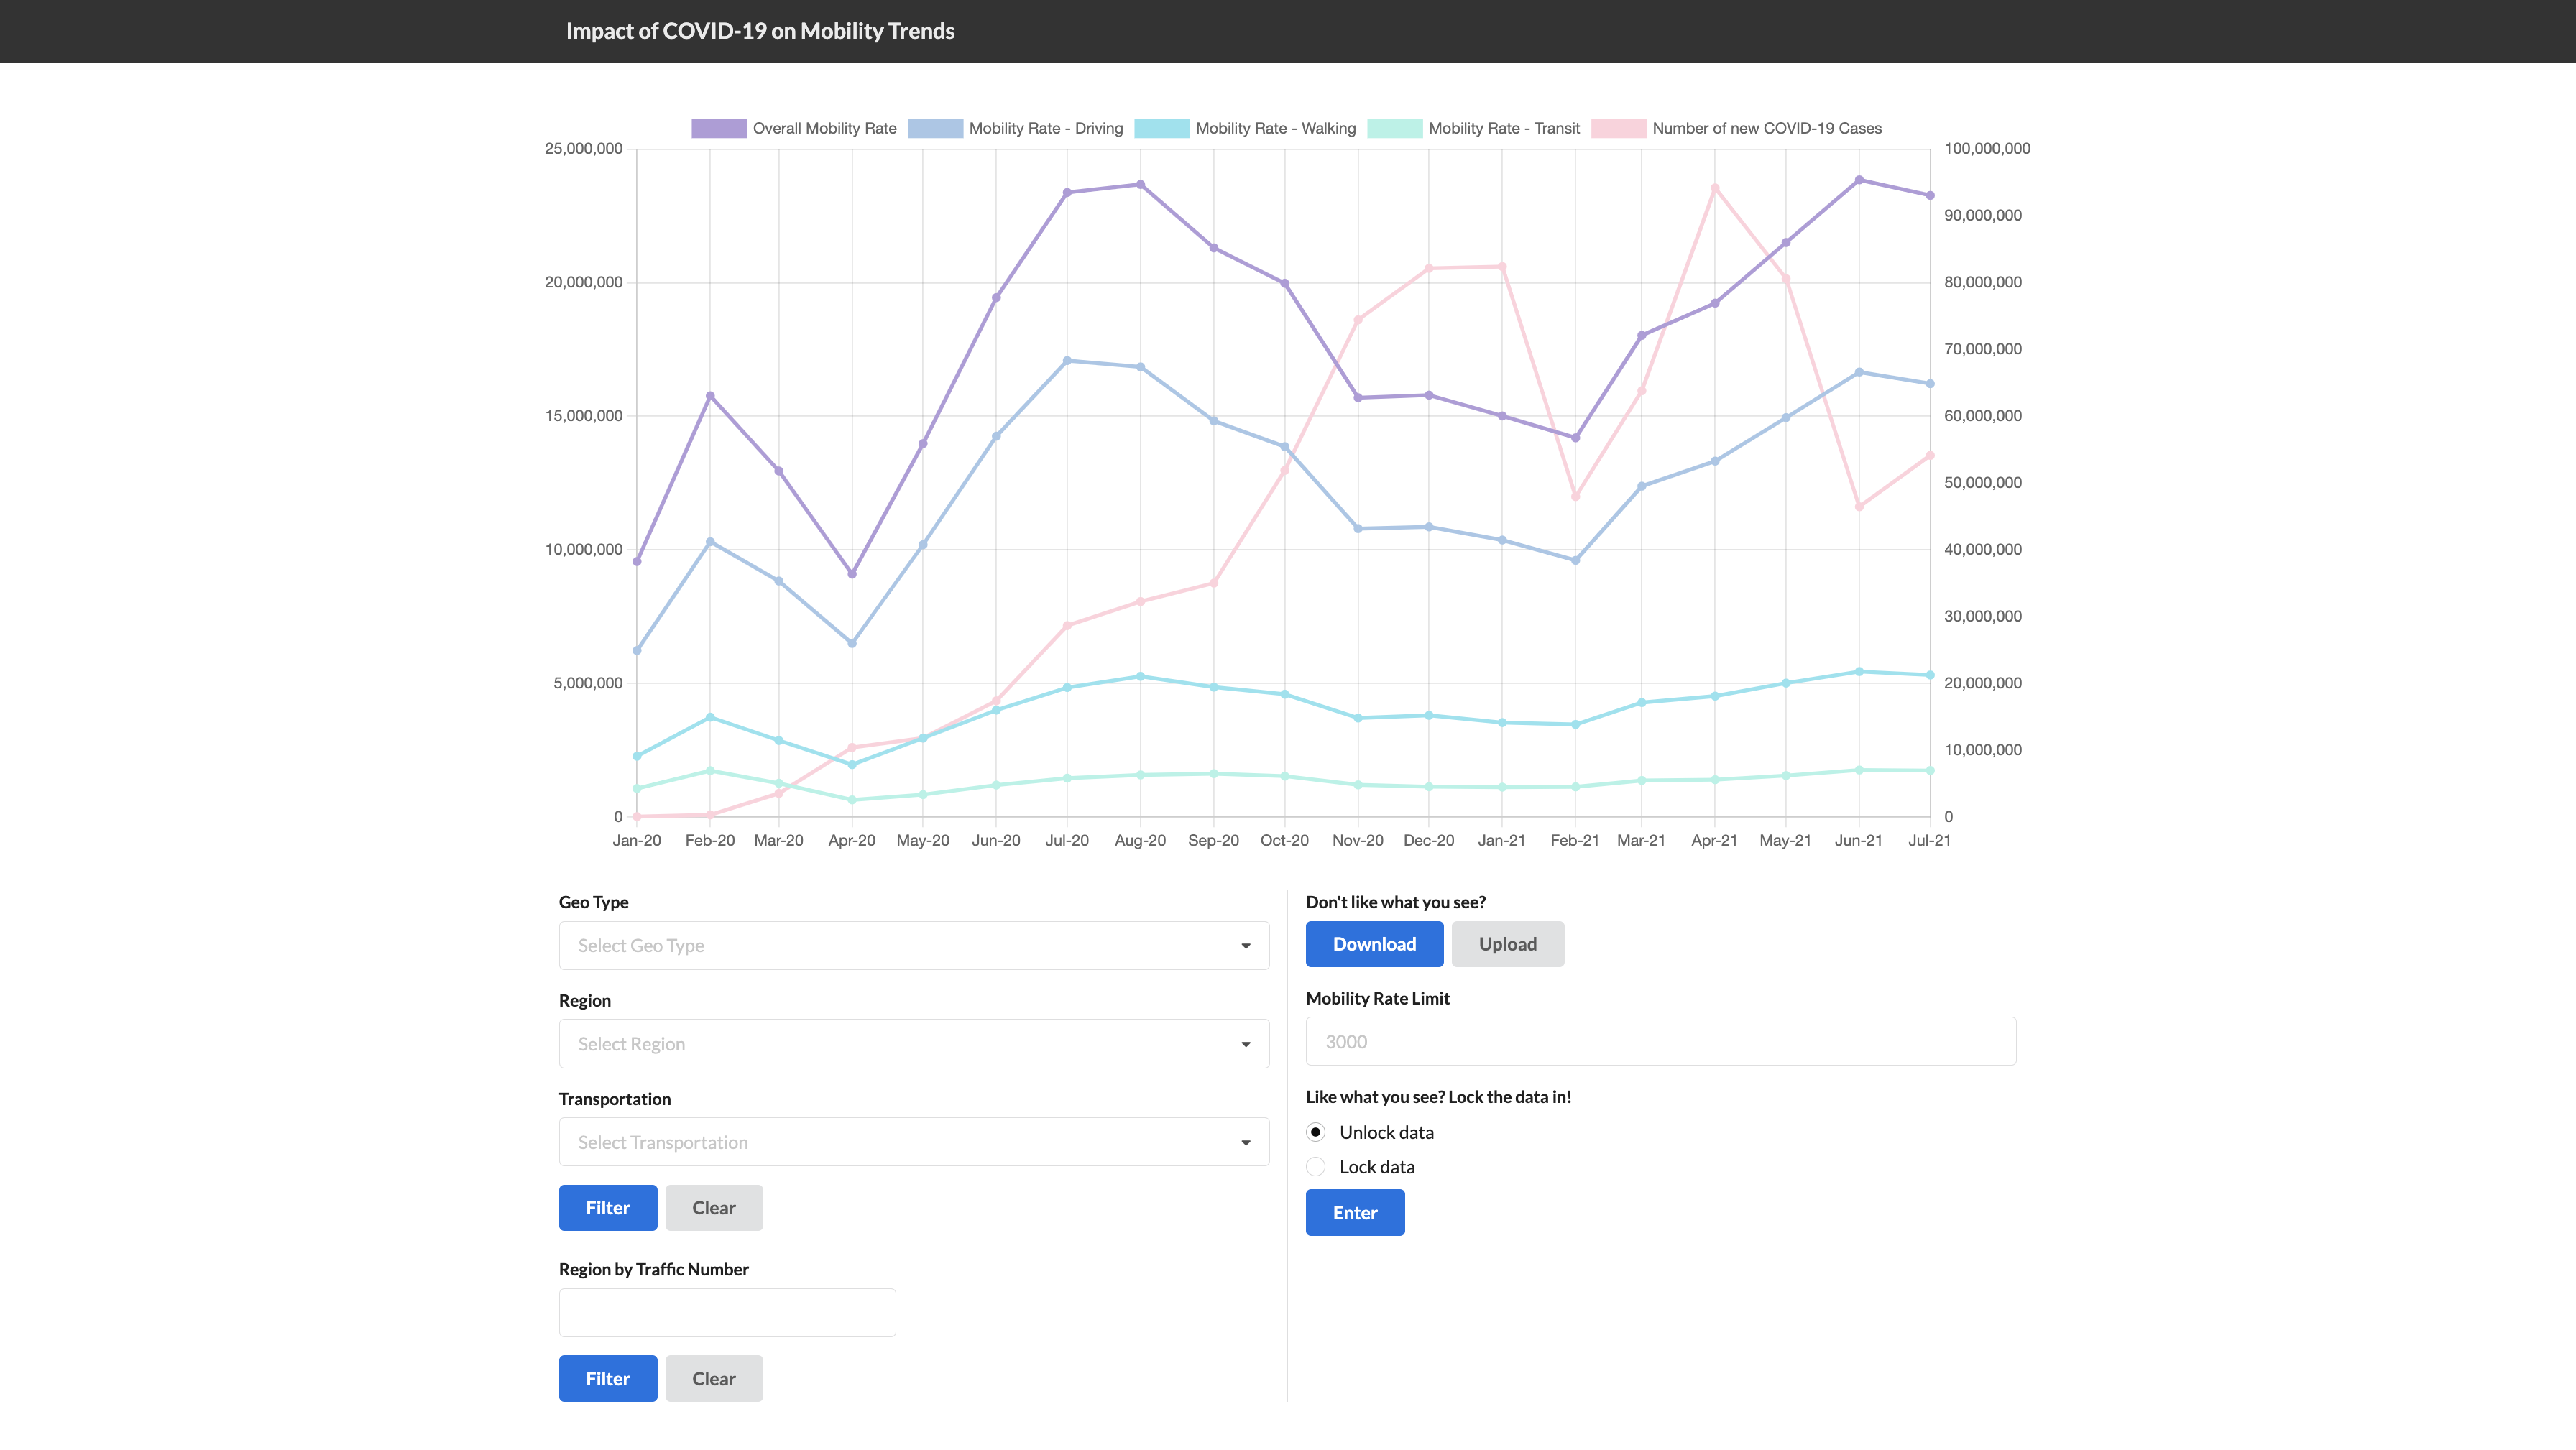 Impact of COVID-19 on Mobility Trends
Overall Mobility Rate Mobility Rate - Driving Mobility Rate - Walking Mobility Rate - Transit Number of new COVID-19 Cases
25,000,000 100,000,000
90,000,000
20,000,000 80,000,000
70,000,000
15,000,000 60,000,000
50,000,000
10,000,000 40,000,000
30,000,000
5,000,000 20,000,000
10,000,000
0 0
Jan-20 Feb-20 Mar-20 Apr-20 May-20 Jun-20 Jul-20 Aug-20 Sep-20 Oct-20 Nov-20 Dec-20 Jan-21 Feb-21 Mar-21 Apr-21 May-21 Jun-21 Jul-21
Geo Type
Select Geo Type
Region
Select Region
Transportation
Select Transportation
Filter Clear
Region by Traffic Number
Filter Clear
Don't like what you see?
Download Upload
Mobility Rate Limit
3000
Like what you see? Lock the data in!
Unlock data
Lock data
Enter